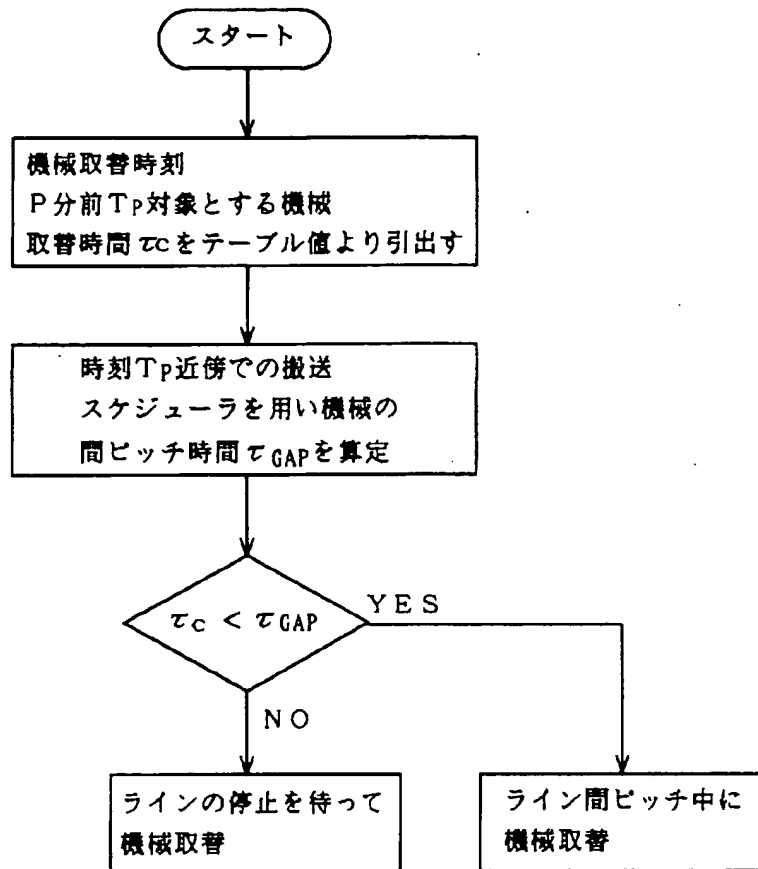 スタート
機械取替時刻
P分前TP対象とする機械
取替時間τCをテーブル値より引出す
時刻TP近傍での搬送
スケジューラを用い機械の
間ピッチ時間τGAPを算定
τC < τGAP
YES
NO
ラインの停止を待って
機械取替
ライン間ピッチ中に
機械取替